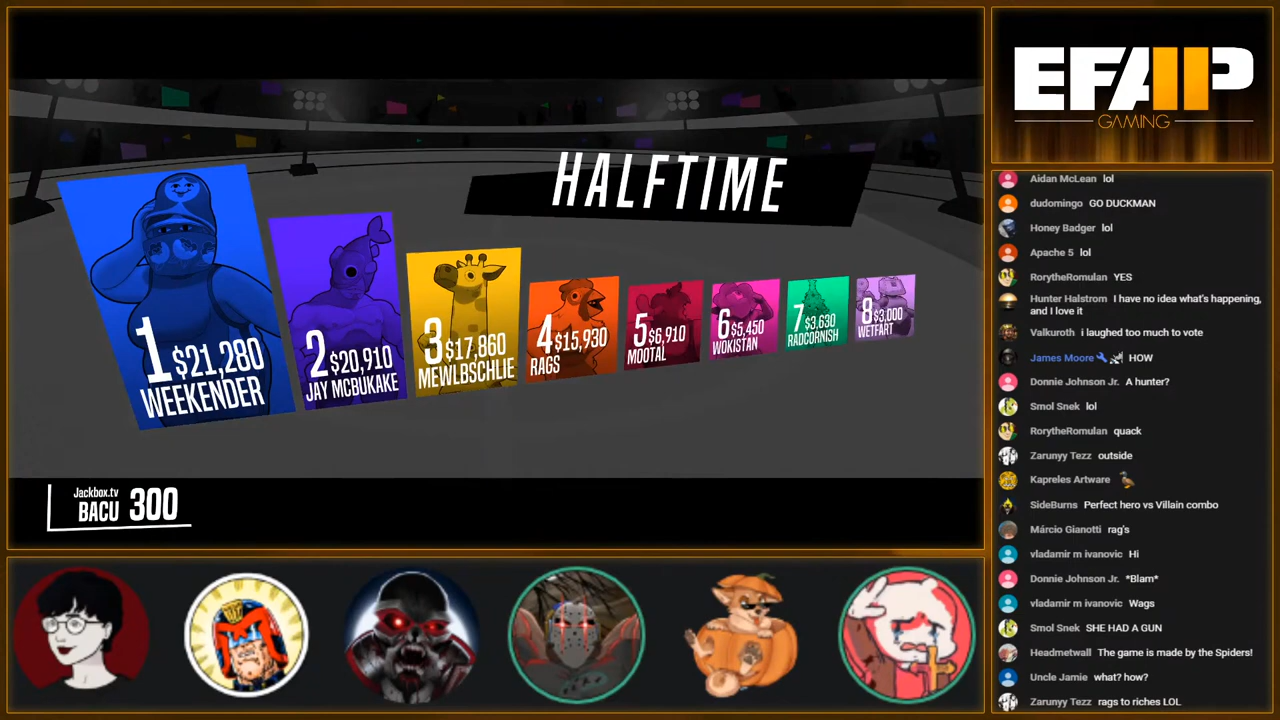 HALFTIME
1 $21,280
WEEKENDER
2 $20,910
JAY MCBUKAKE
3 $17,860
MEWLBSCHLIE
4 $15,930
RAGS
5 $6,910
MOOTAL
6 $5,450
WOKISTAN
7 $3,630
RADCORNISH
8 $3,000
WETFART
Jackbox.tv
BACU 300
EFAP
GAMING
Aidan McLean lol
dudomingo GO DUCKMAN
Honey Badger lol
Apache 5 lol
RorytheRomulan YES
Hunter Halstrom I have no idea what's happening,
and I love it
Valkuroth i laughed too much to vote
James Moore HOW
Donnie Johnson Jr. A hunter?
Smol Snek lol
RorytheRomulan quack
Zarunyy Tezz outside
Kapreles Artware
SideBurns Perfect hero vs Villain combo
Márcio Gianotti rag's
vladamir m ivanovic Hi
Donnie Johnson Jr. *Blam*
vladamir m ivanovic Wags
Smol Snek SHE HAD A GUN
Headmetwall The game is made by the Spiders!
Uncle Jamie what? how?
Zarunyy Tezz rags to riches LOL